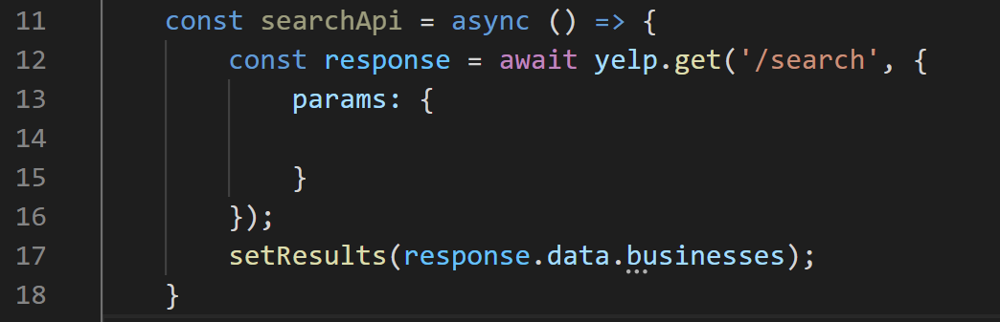 11 const searchApi = async () => {
12 const response = await yelp.get('/search', {
13 params: {
14
15 }
16 });
17 setResults(response.data.businesses);
18 }